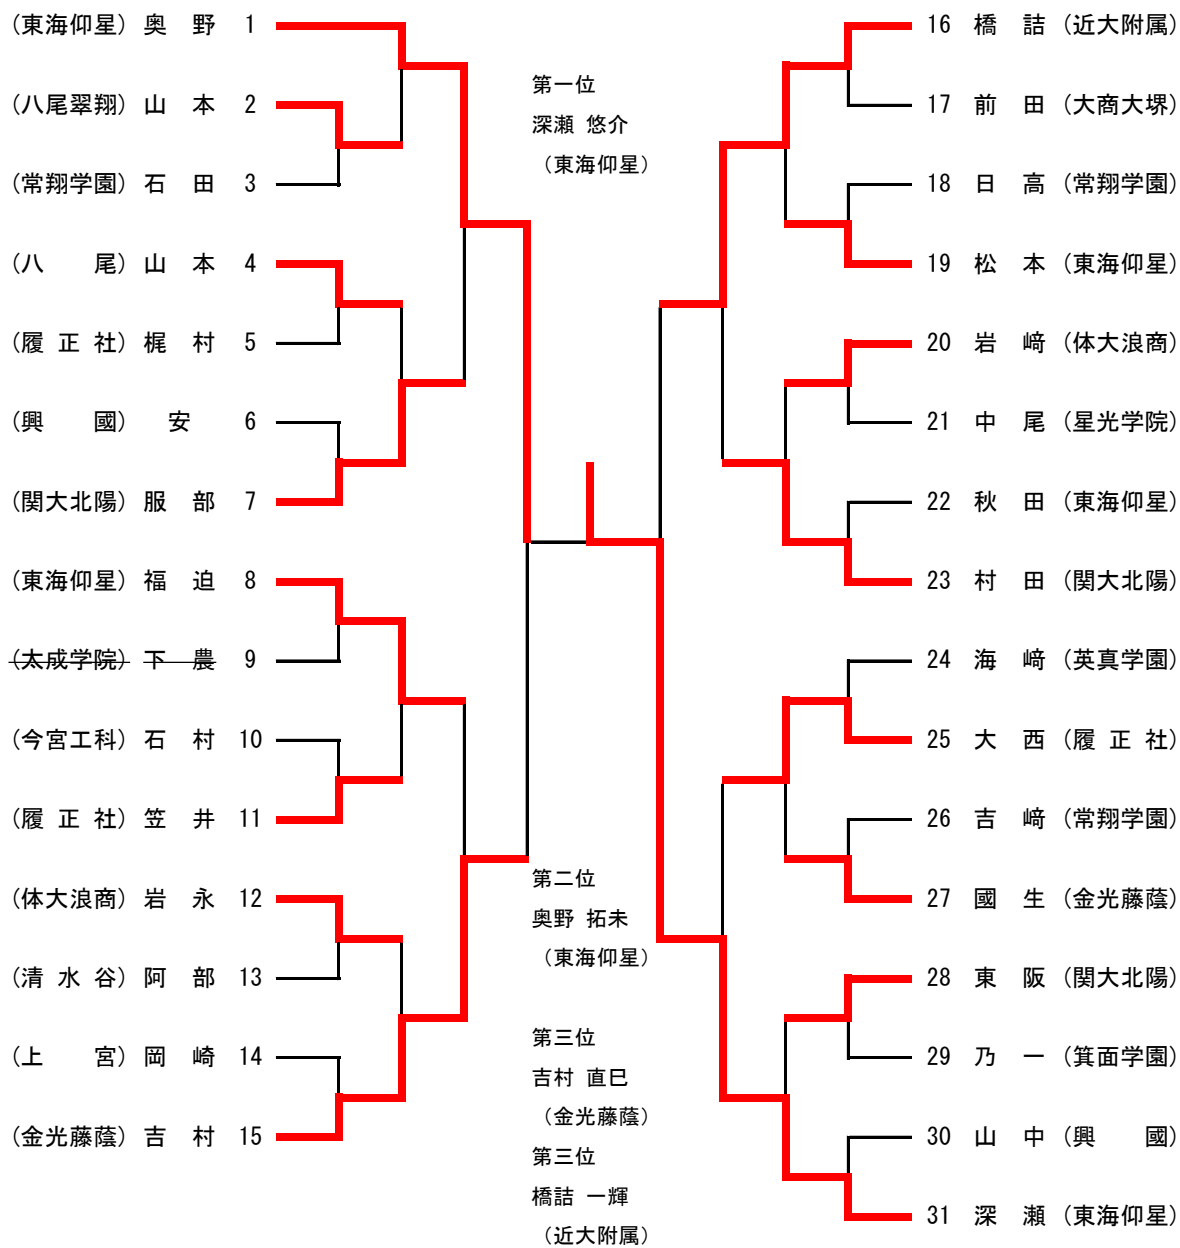 (東海仰星) 奥 野 1
(八尾翠翔) 山 本 2
(常翔学園) 石 田 3
(八 尾) 山 本 4
(履 正 社) 梶 村 5
(興 國) 安 6
(関大北陽) 服 部 7
(東海仰星) 福 迫 8
(太成学院) 下 農 9
(今宮工科) 石 村 10
(履 正 社) 笠 井 11
(体大浪商) 岩 永 12
(清 水 谷) 阿 部 13
(上 宮) 岡 崎 14
(金光藤蔭) 吉 村 15
第一位
深瀬 悠介
(東海仰星)
第二位
奥野 拓未
(東海仰星)
第三位
吉村 直巳
(金光藤蔭)
第三位
橋詰 一輝
(近大附属)
16 橋 詰 (近大附属)
17 前 田 (大商大堺)
18 日 高 (常翔学園)
19 松 本 (東海仰星)
20 岩 﨑 (体大浪商)
21 中 尾 (星光学院)
22 秋 田 (東海仰星)
23 村 田 (関大北陽)
24 海 﨑 (英真学園)
25 大 西 (履 正 社)
26 吉 﨑 (常翔学園)
27 國 生 (金光藤蔭)
28 東 阪 (関大北陽)
29 乃 一 (箕面学園)
30 山 中 (興 國)
31 深 瀬 (東海仰星)